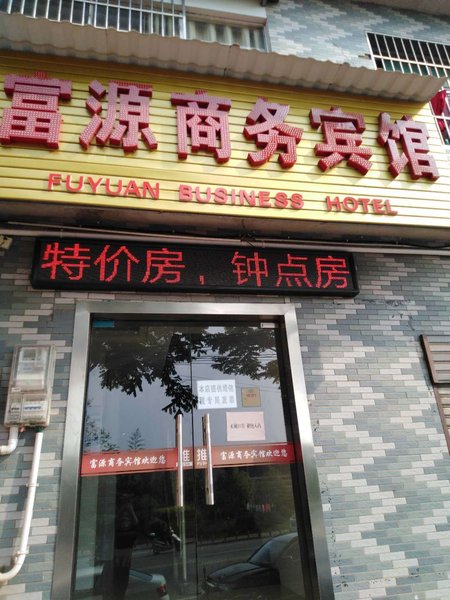 富源商务宾馆
FUYUAN BUSINESS HOTEL
特价房，钟点房
推 推
富源商务宾馆欢迎您 富源商务宾馆欢迎您